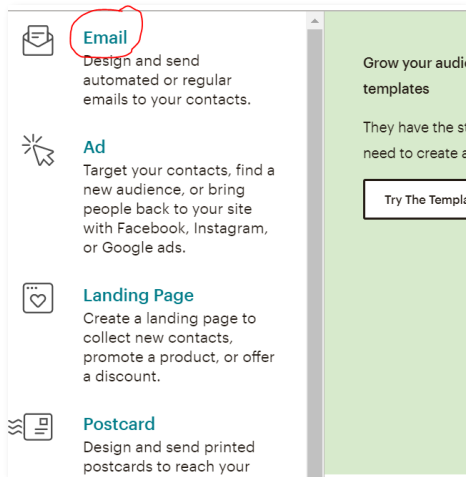 Email
Design and send
automated or regular
emails to your contacts.
Ad
Target your contacts, find a
new audience, or bring
people back to your site
with Facebook, Instagram,
or Google ads.
Landing Page
Create a landing page to
collect new contacts,
promote a product, or offer
a discount.
Postcard
Design and send printed
postcards to reach your
Grow your
templates
They have the
need to create
Try The